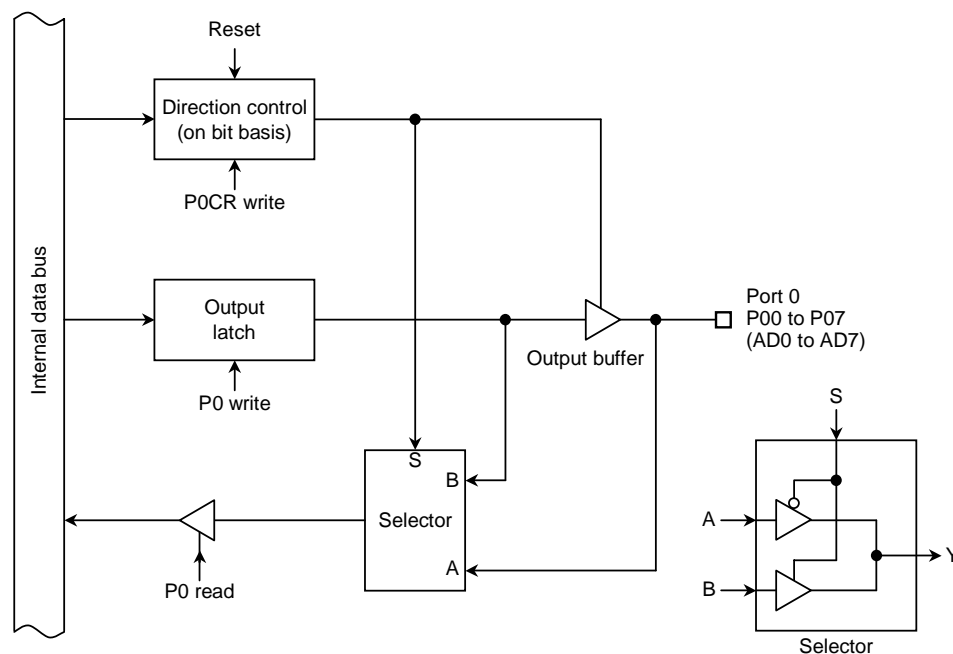 Reset
Direction control
(on bit basis)
P0CR write
Internal data bus
Output
latch
P0 write
Output buffer
Port 0
P00 to P07
(AD0 to AD7)
S
B
Selector
A
P0 read
S
A
B
Y
Selector